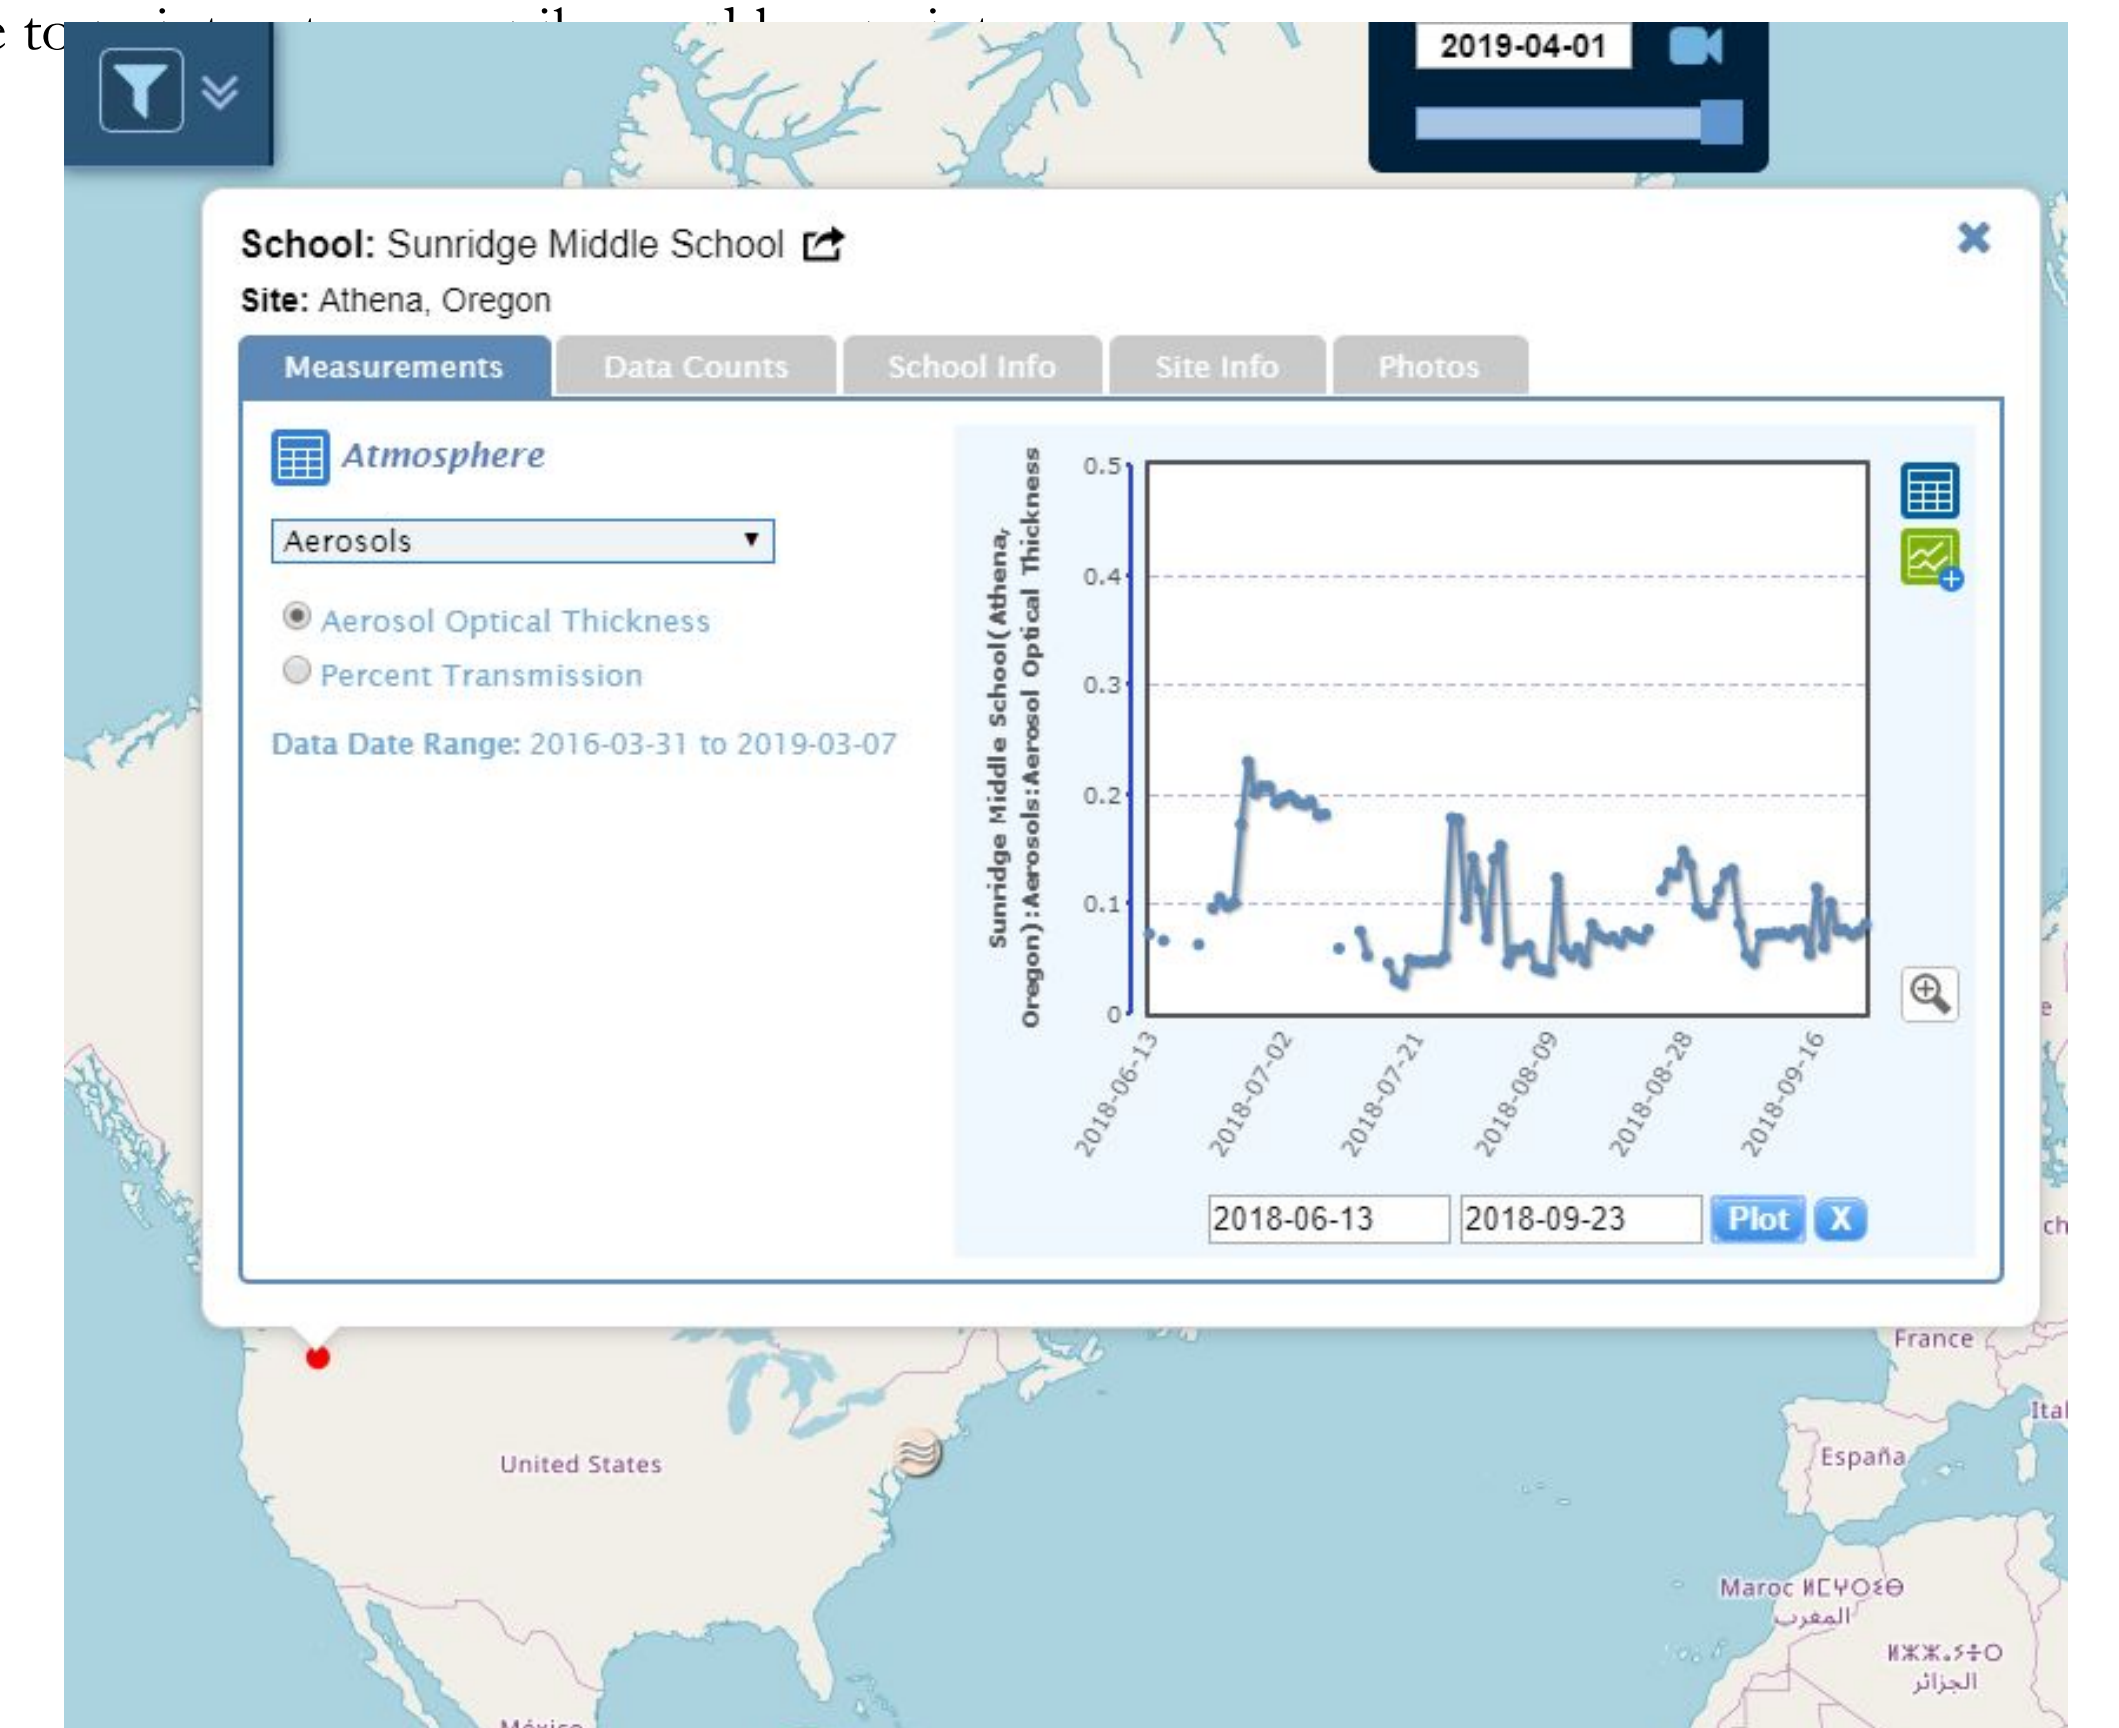 2019-04-01
School: Sunridge Middle School
Site: Athena, Oregon
Measurements
Data Counts
School Info
Site Info
Photos
Atmosphere
Aerosols
Aerosol Optical Thickness
Percent Transmission
Data Date Range: 2016-03-31 to 2019-03-07
Sunridge Middle School(Athena,
Oregon):Aerosols:Aerosol Optical Thickness
0.5
0.4
0.3
0.2
0.1
0
2018-06-13
2018-07-02
2018-07-21
2018-08-09
2018-08-28
2018-09-16
2018-06-13
2018-09-23
Plot
X
France
España
United States
Maroc ⵍⵎⵖⵔⵉⴱ
المغرب
الجزائر